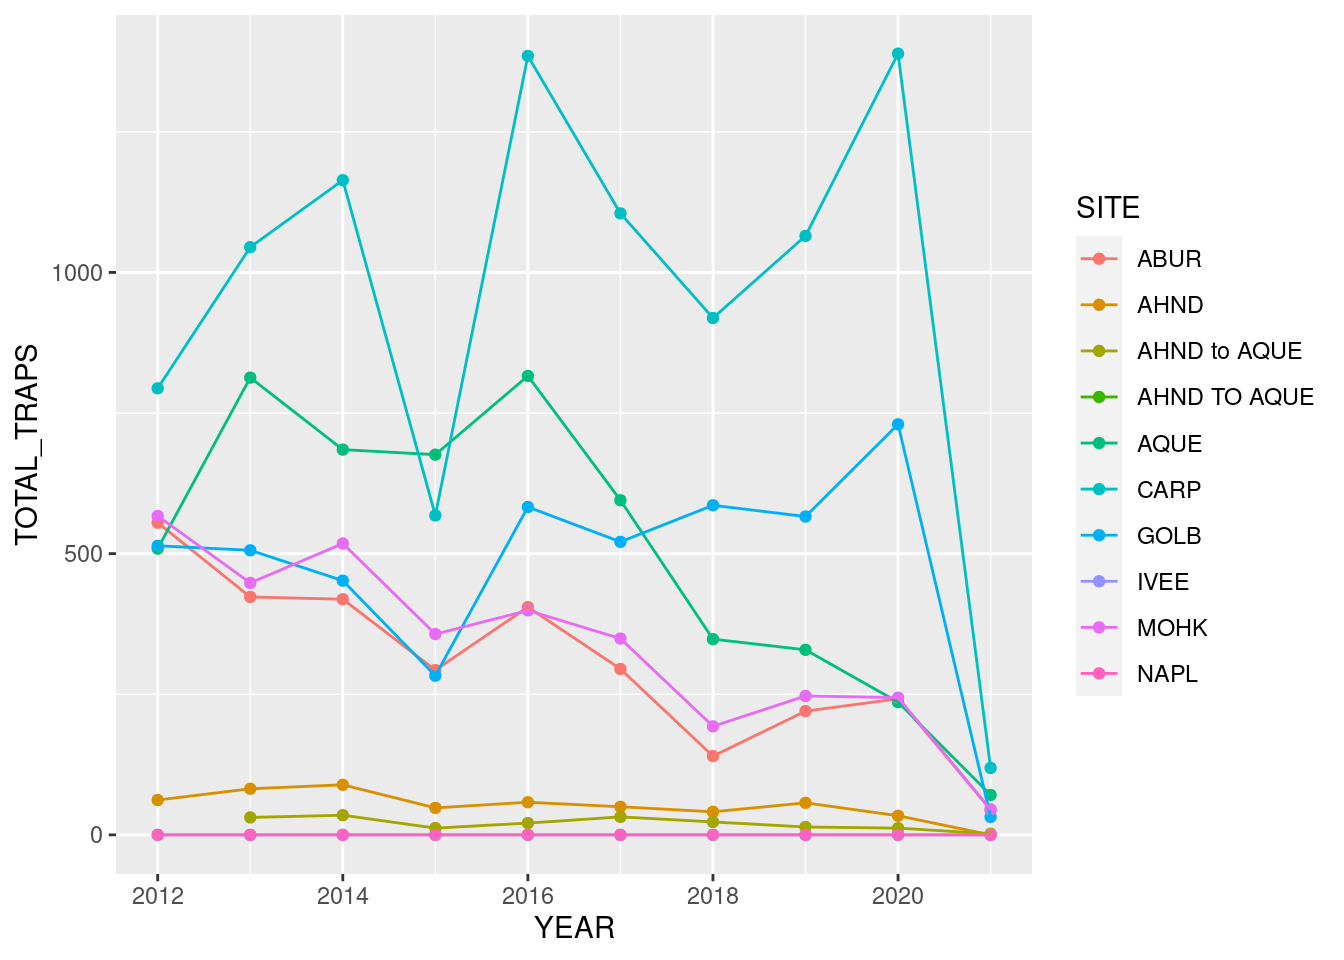 1000
500
0
TOTAL_TRAPS
2012
2014
2016
2018
2020
YEAR
SITE
ABUR
AHND
AHND to AQUE
AHND TO AQUE
AQUE
CARP
GOLB
IVEE
MOHK
NAPL